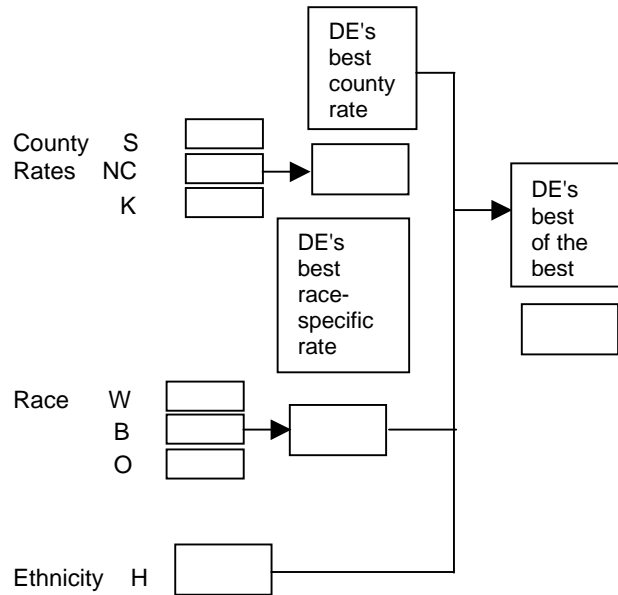 DE's
best
county
rate
County S
Rates NC
K
DE's
best
of the
best
DE's
best
race-
specific
rate
Race W
B
O
Ethnicity H